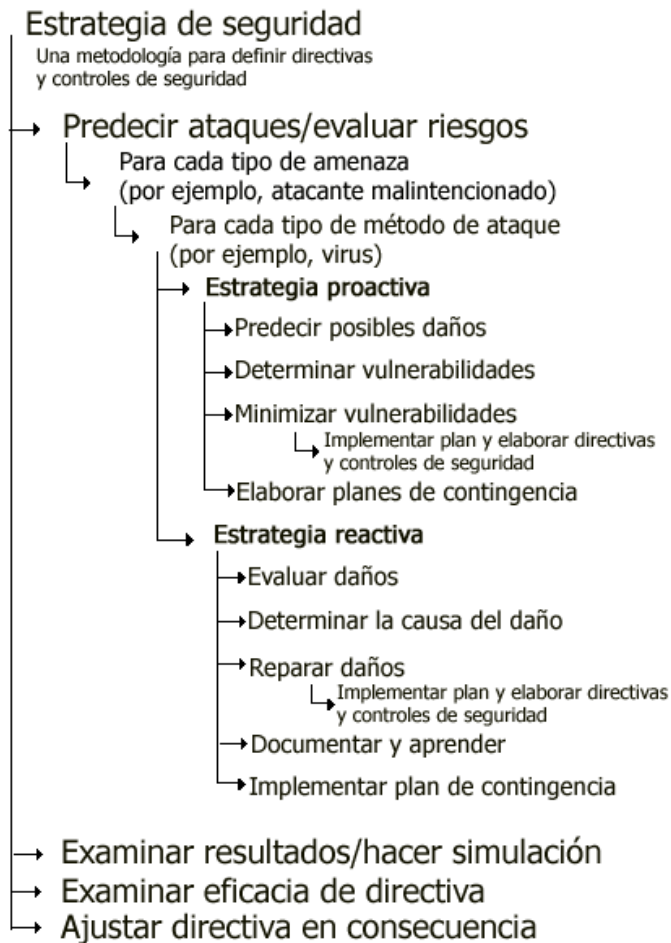 Estrategia de seguridad
Una metodología para definir directivas
y controles de seguridad
Predecir ataques/evaluar riesgos
Para cada tipo de amenaza
(por ejemplo, atacante malintencionado)
Para cada tipo de método de ataque
(por ejemplo, virus)
Estrategia proactiva
Predecir posibles daños
Determinar vulnerabilidades
Minimizar vulnerabilidades
Implementar plan y elaborar directivas
y controles de seguridad
Elaborar planes de contingencia
Estrategia reactiva
Evaluar daños
Determinar la causa del daño
Reparar daños
Implementar plan y elaborar directivas
y controles de seguridad
Documentar y aprender
Implementar plan de contingencia
Examinar resultados/hacer simulación
Examinar eficacia de directiva
Ajustar directiva en consecuencia